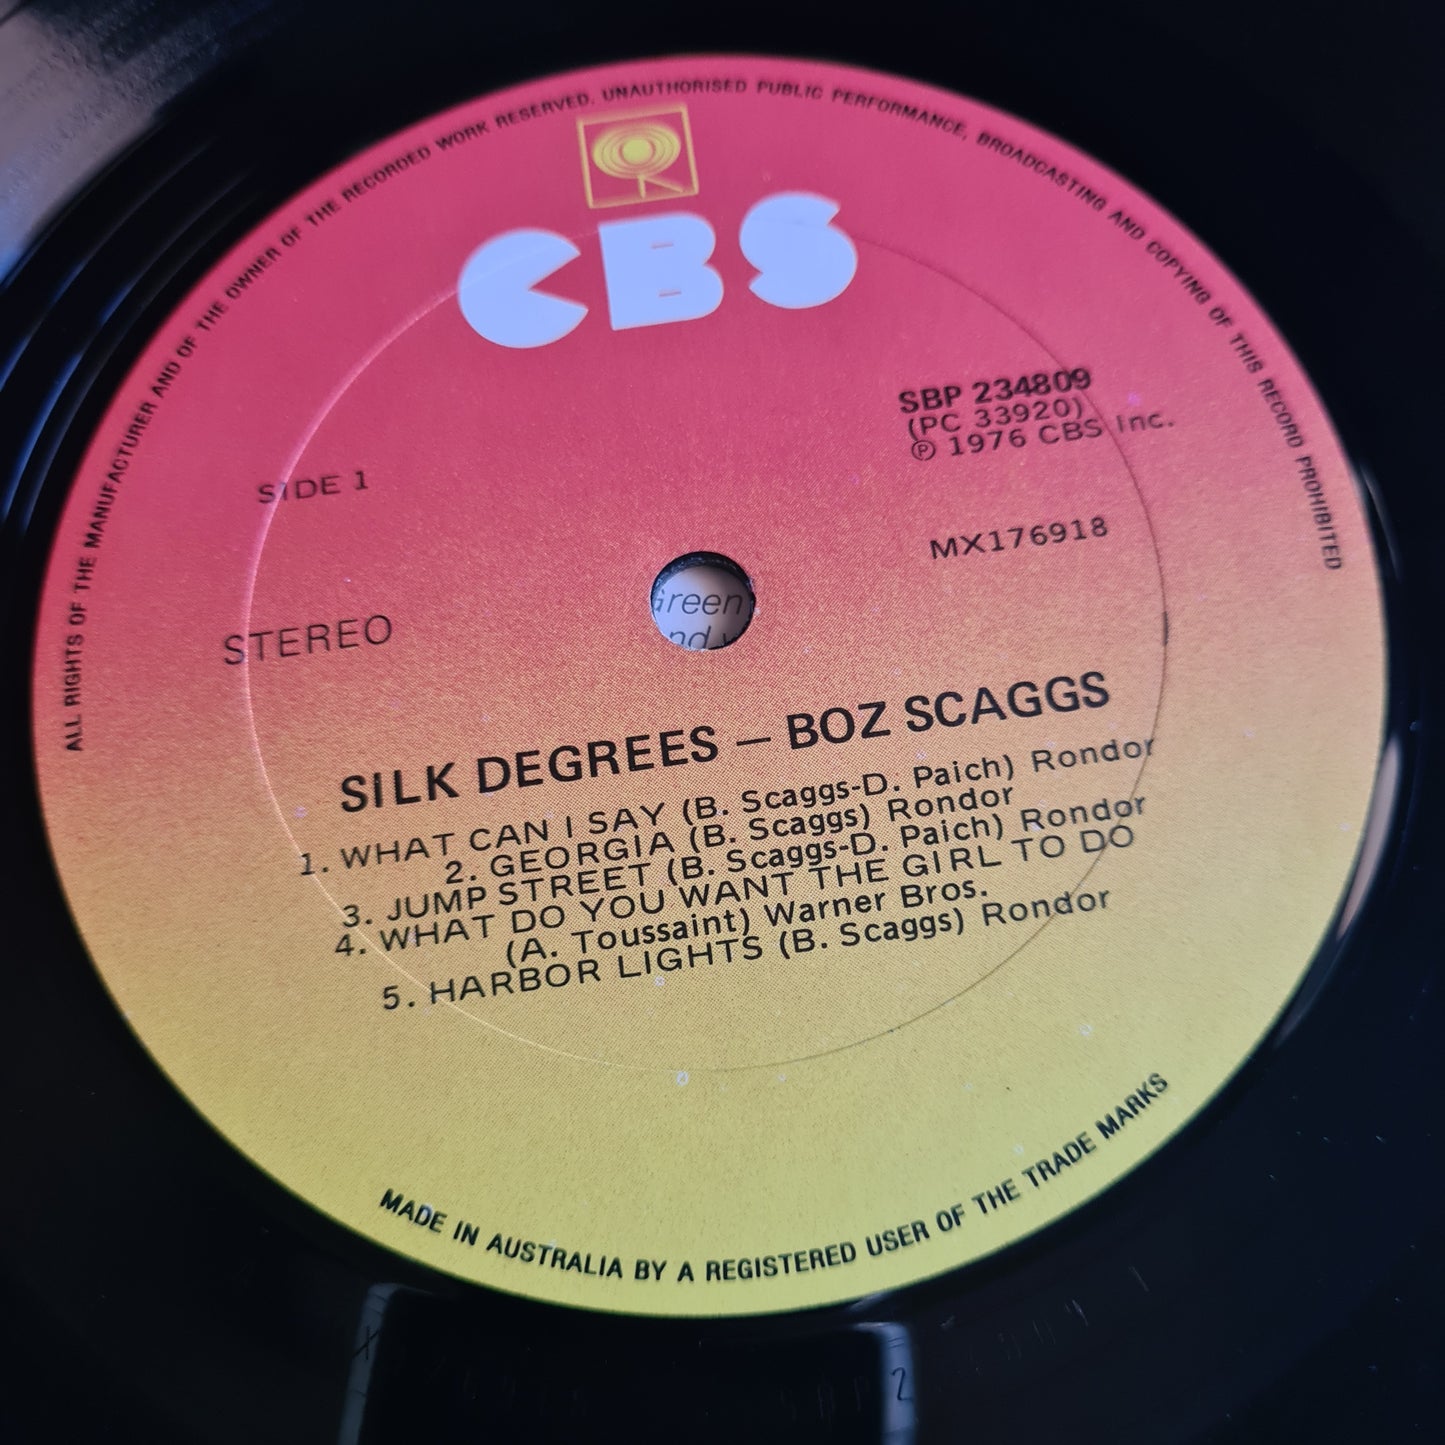 ALL RIGHTS OF THE MANUFACTURER AND OF THE OWNER OF THE RECORDED WORK RESERVED. UNAUTHORISED PUBLIC PERFORMANCE, BROADCASTING AND COPYING OF THIS RECORD PROHIBITED
CBS
SBP 234809
(PC 33920)
℗ 1976 CBS Inc.
SIDE 1
MX176918
STEREO
SILK DEGREES — BOZ SCAGGS
1. WHAT CAN I SAY (B. Scaggs-D. Paich) Rondor
2. GEORGIA (B. Scaggs) Rondor
3. JUMP STREET (B. Scaggs-D. Paich) Rondor
4. WHAT DO YOU WANT THE GIRL TO DO
(A. Toussaint) Warner Bros.
5. HARBOR LIGHTS (B. Scaggs) Rondor
MADE IN AUSTRALIA BY A REGISTERED USER OF THE TRADE MARKS